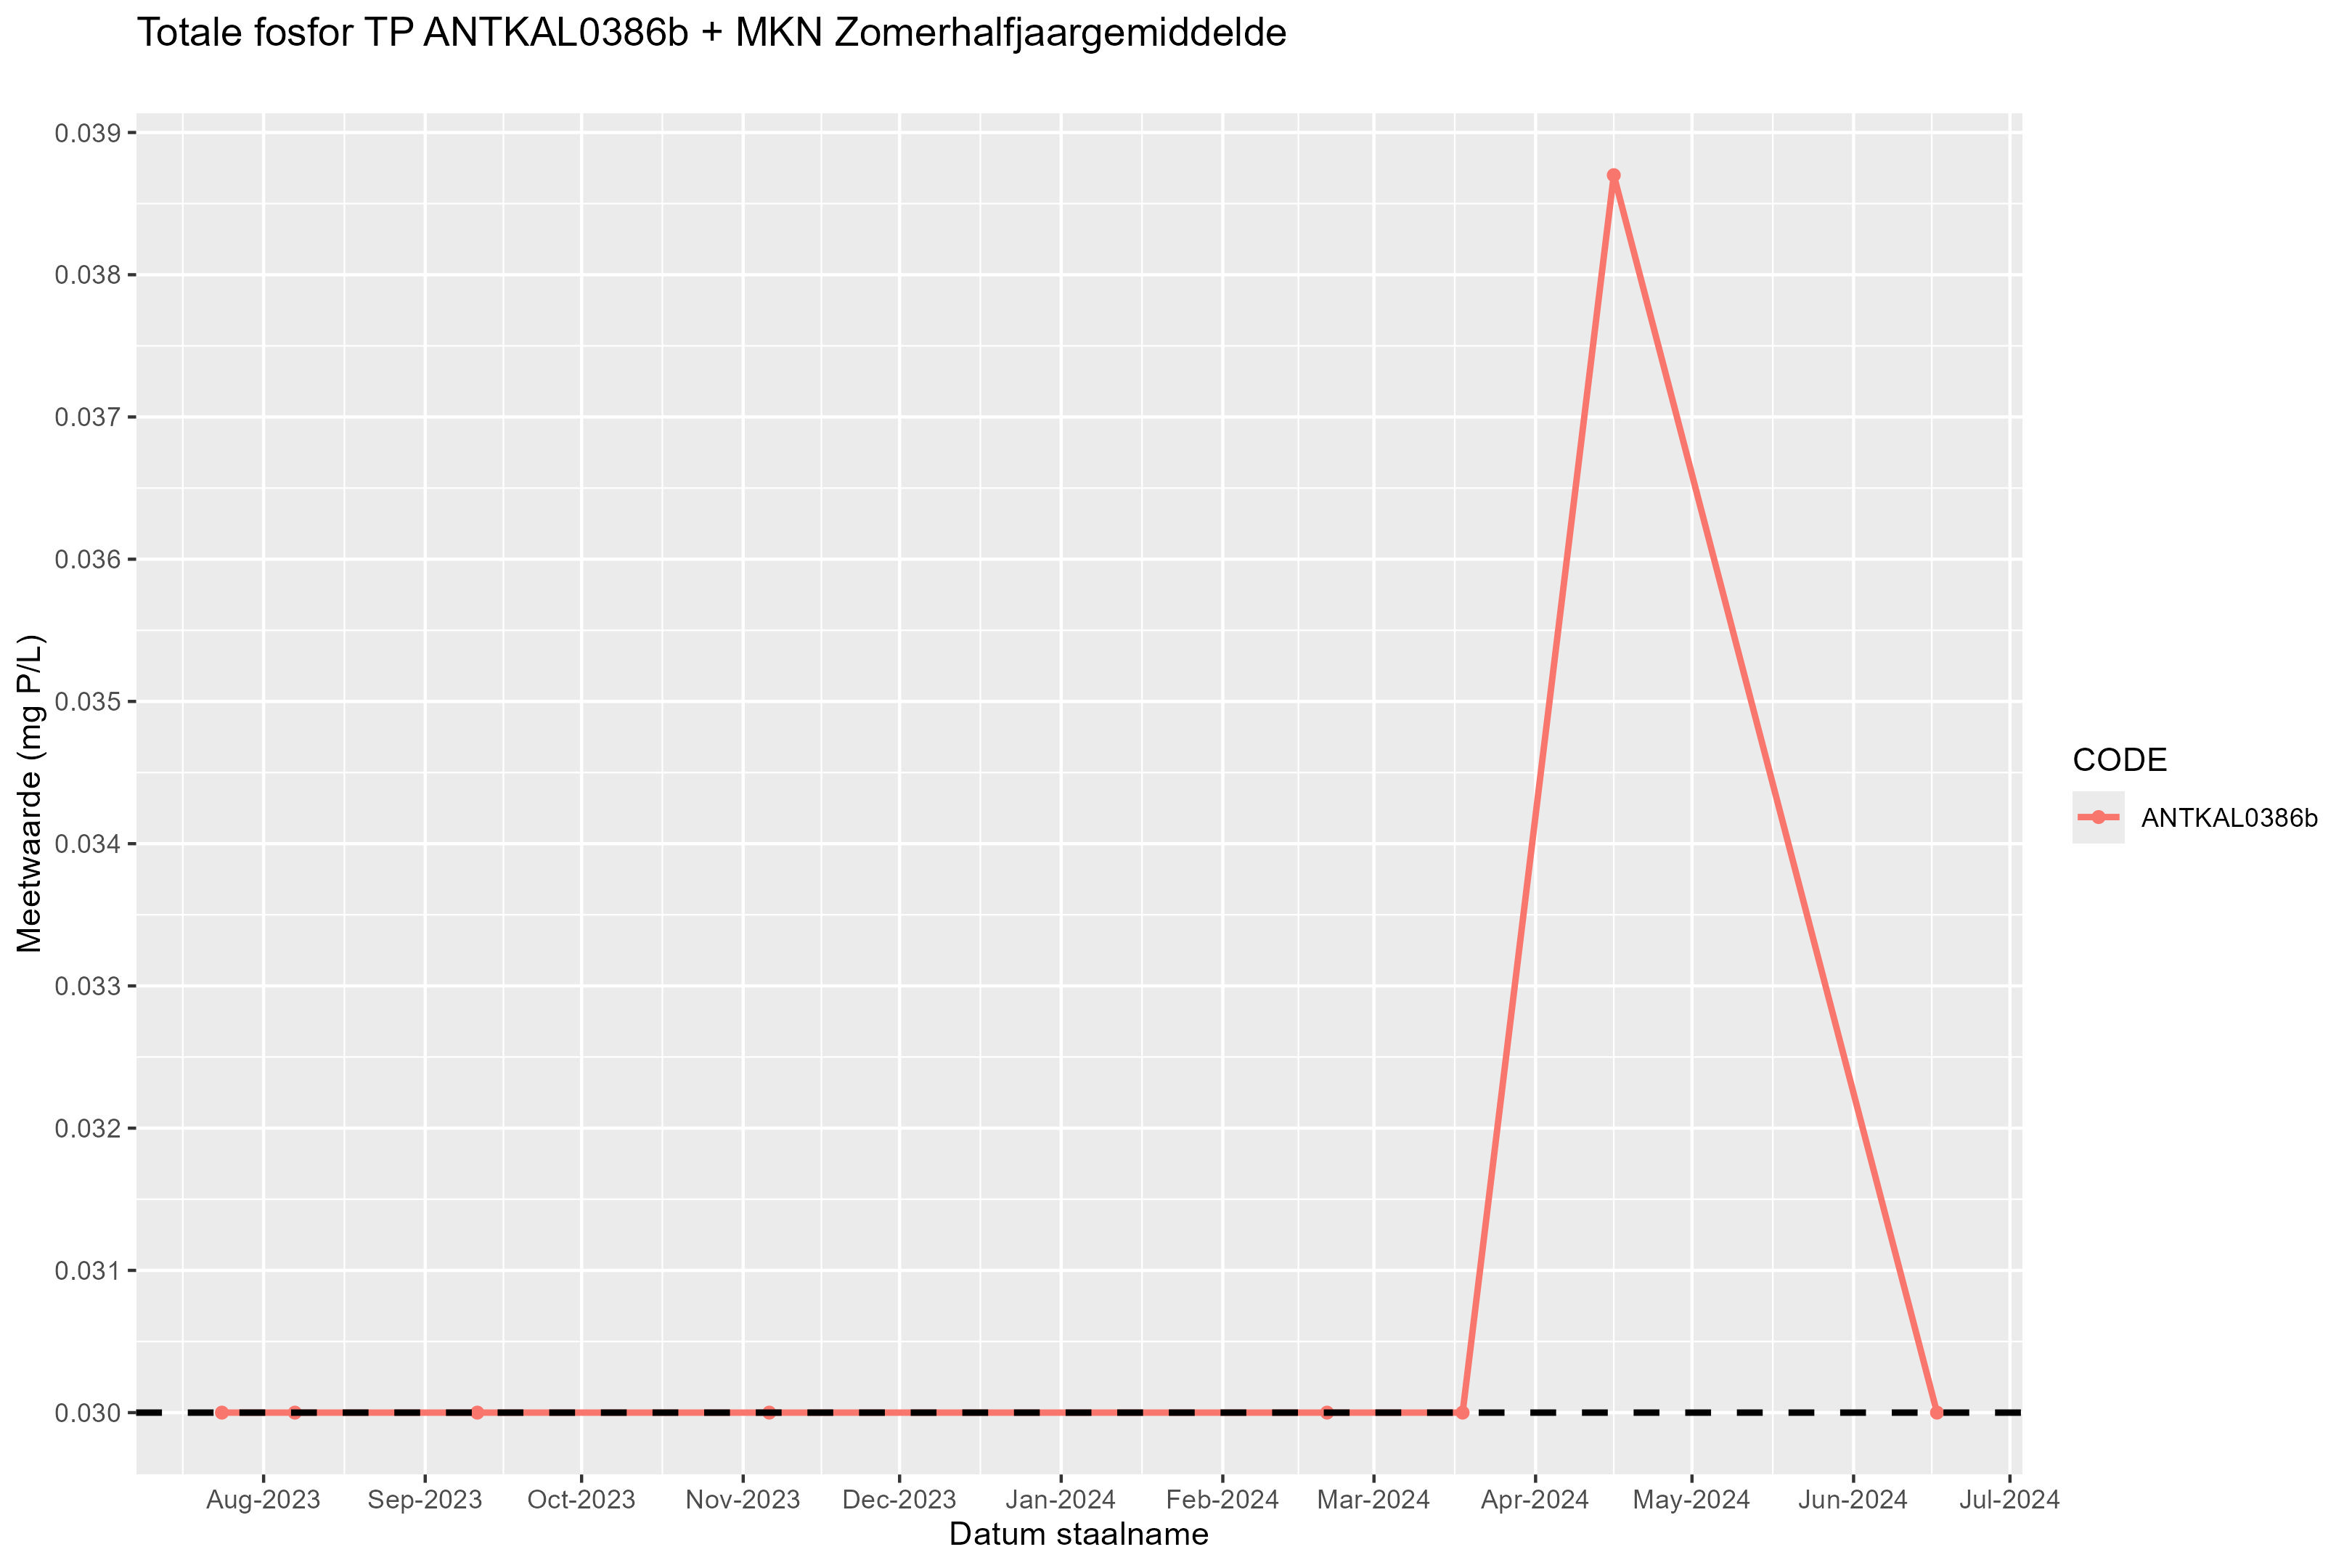 Totale fosfor TP ANTKAL0386b + MKN Zomerhalfjaargemiddelde
0.039
0.038
0.037
0.036
0.035
0.034
0.033
0.032
0.031
0.030
Meetwaarde (mg P/L)
Aug-2023 Sep-2023 Oct-2023 Nov-2023 Dec-2023 Jan-2024 Feb-2024 Mar-2024 Apr-2024 May-2024 Jun-2024 Jul-2024
Datum staalname
CODE
ANTKAL0386b